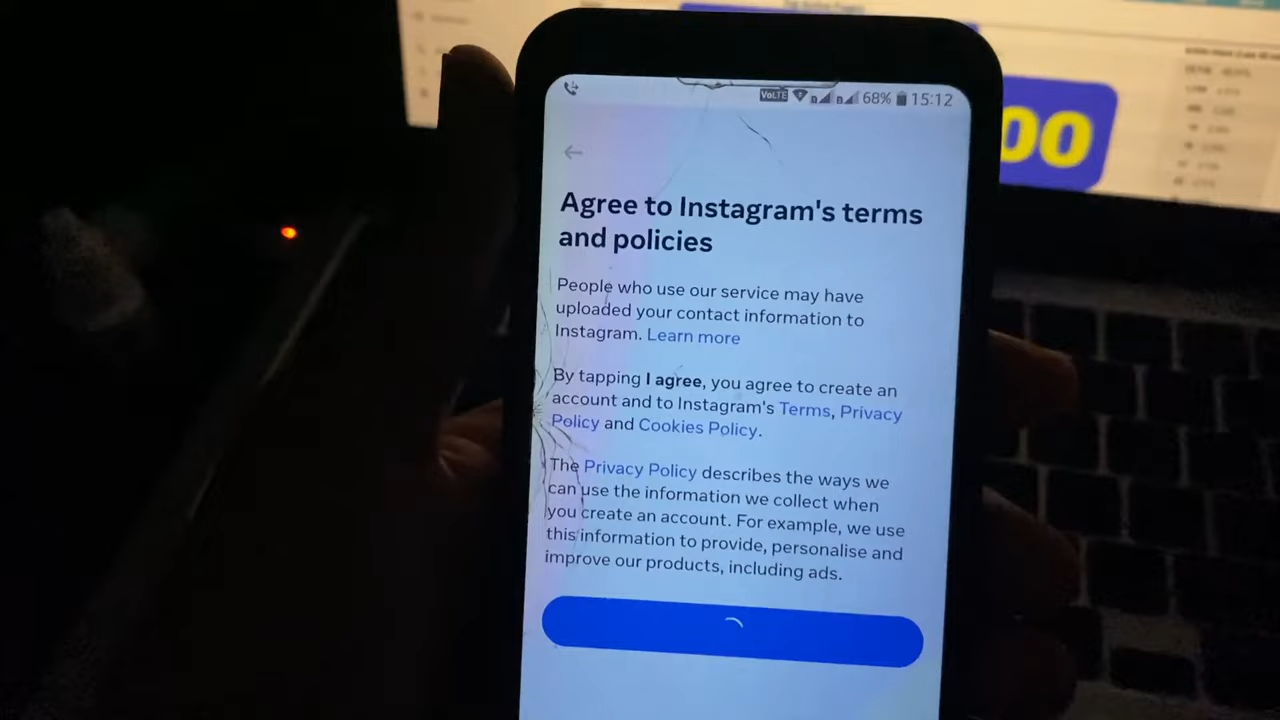 VoLTE 68% 15:12
00
Agree to Instagram's terms
and policies
People who use our service may have
uploaded your contact information to
Instagram. Learn more
By tapping I agree, you agree to create an
account and to Instagram's Terms, Privacy
Policy and Cookies Policy.
The Privacy Policy describes the ways we
can use the information we collect when
you create an account. For example, we use
this information to provide, personalise and
improve our products, including ads.